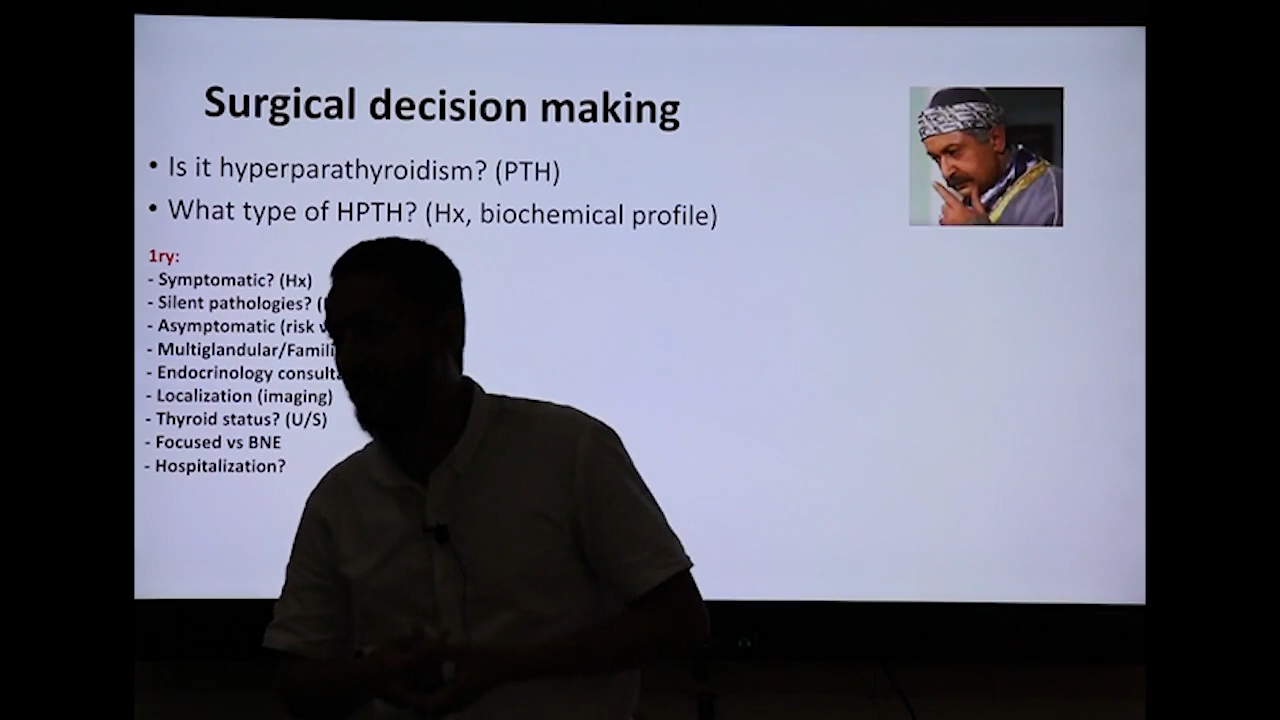 Surgical decision making
• Is it hyperparathyroidism? (PTH)
• What type of HPTH? (Hx, biochemical profile)
1ry:
- Symptomatic? (Hx)
- Silent pathologies? (
- Asymptomatic (risk
- Multiglandular/
- Endocrinology
- Localization (imaging)
- Thyroid status? (U/S)
- Focused vs BNE
- Hospitalization?